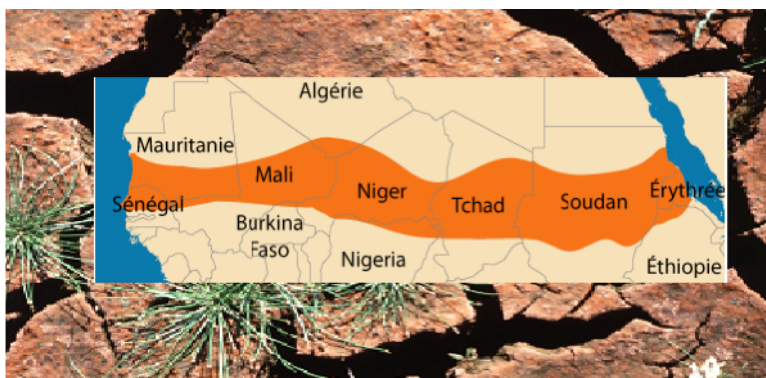 Algérie
Mauritanie
Mali
Niger
Tchad
Soudan
Érythrée
Sénégal
Burkina
Faso
Nigeria
Éthiopie